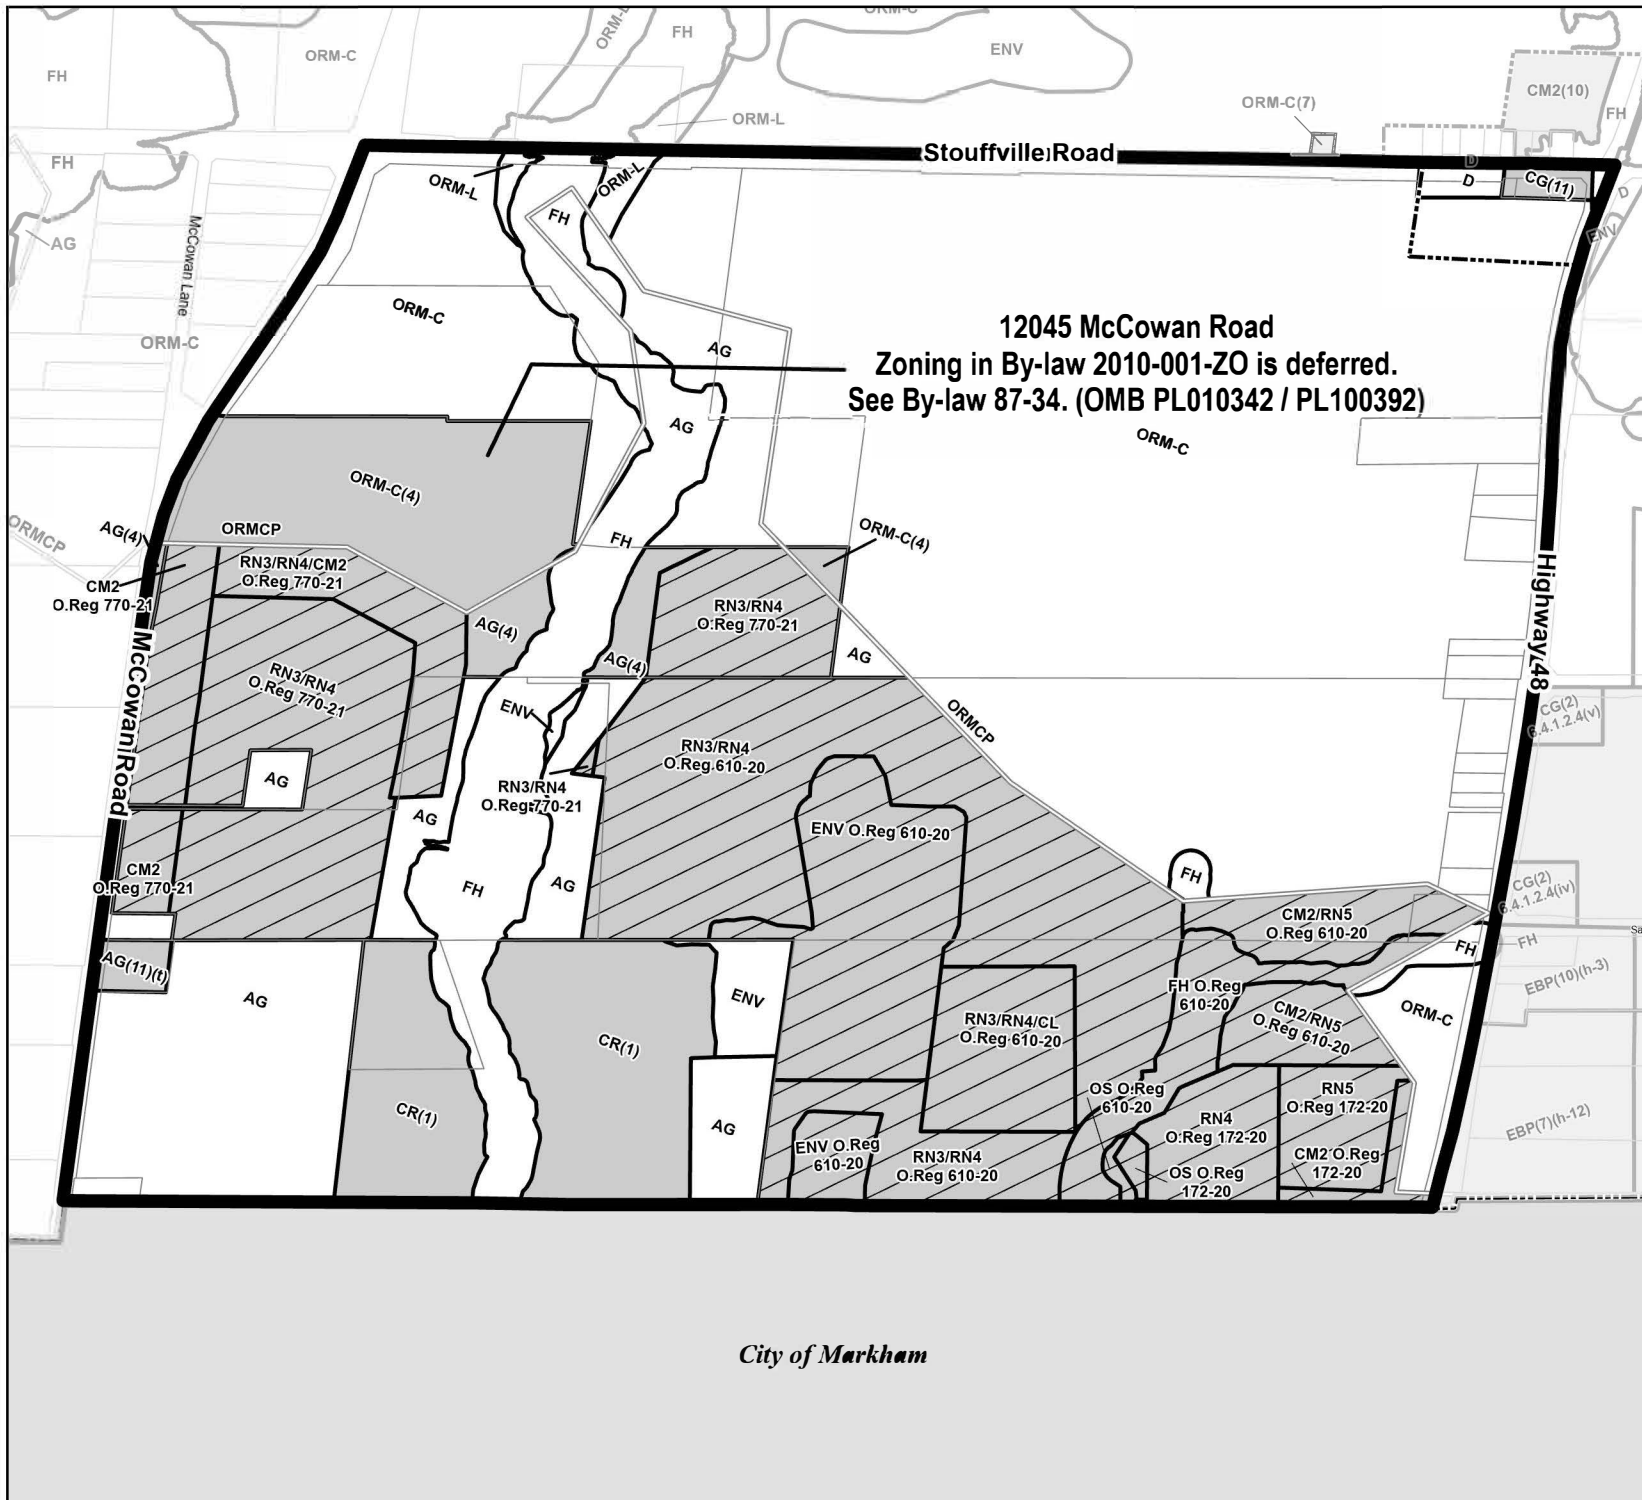 ORM-C
ORM-L
FH
ORM-C
ENV
FH
ORM-C
CM2(10)
ORM-C(7)
FH
ORM-L
Stouffville Road
FH
ORM-L
ORM-L
D
D
CG(11)
D
FH
McCowan Lane
AG
ENV
ORM-C
12045 McCowan Road
Zoning in By-law 2010-001-ZO is deferred.
See By-law 87-34. (OMB PL010342 / PL100392)
ORM-C
AG
AG
ORM-C
ORM-C(4)
ORMCP
AG(4)
ORMCP
FH
ORM-C(4)
CM2
O.Reg 770-21
RN3/RN4/CM2
O.Reg 770-21
RN3/RN4
O.Reg 770-21
Highway 48
AG(4)
AG(4)
AG
McCowan Road
RN3/RN4
O.Reg 770-21
ENV
ORMCP
CG(2)
6.4.1.2.4(v)
RN3/RN4
O.Reg 610-20
AG
RN3/RN4
O.Reg 770-21
AG
ENV O.Reg 610-20
CM2
O.Reg 770-21
FH
AG
FH
CG(2)
6.4.1.2.4(iv)
CM2/RN5
O.Reg 610-20
Sa
FH
FH
AG(11)(t)
AG
ENV
FH O.Reg
610-20
EBP(10)(h-3)
CM2/RN5
O.Reg 610-20
ORM-C
RN3/RN4/CL
O.Reg 610-20
CR(1)
CR(1)
OS O.Reg
610-20
RN5
O.Reg 172-20
AG
RN4
O.Reg 172-20
EBP(7)(h-12)
ENV O.Reg
610-20
RN3/RN4
O.Reg 610-20
CM2 O.Reg
172-20
OS O.Reg
172-20
City of Markham